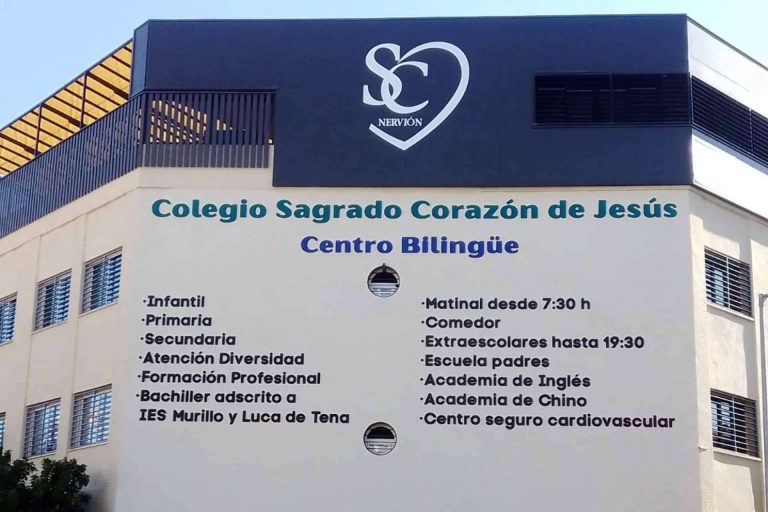 SC
NERVIÓN
Colegio Sagrado Corazón de Jesús
Centro Bilingüe
·Infantil
·Primaria
·Secundaria
·Atención Diversidad
·Formación Profesional
·Bachiller adscrito a
IES Murillo y Luca de Tena
·Matinal desde 7:30 h
·Comedor
·Extraescolares hasta 19:30
·Escuela padres
·Academia de Inglés
·Academia de Chino
·Centro seguro cardiovascular